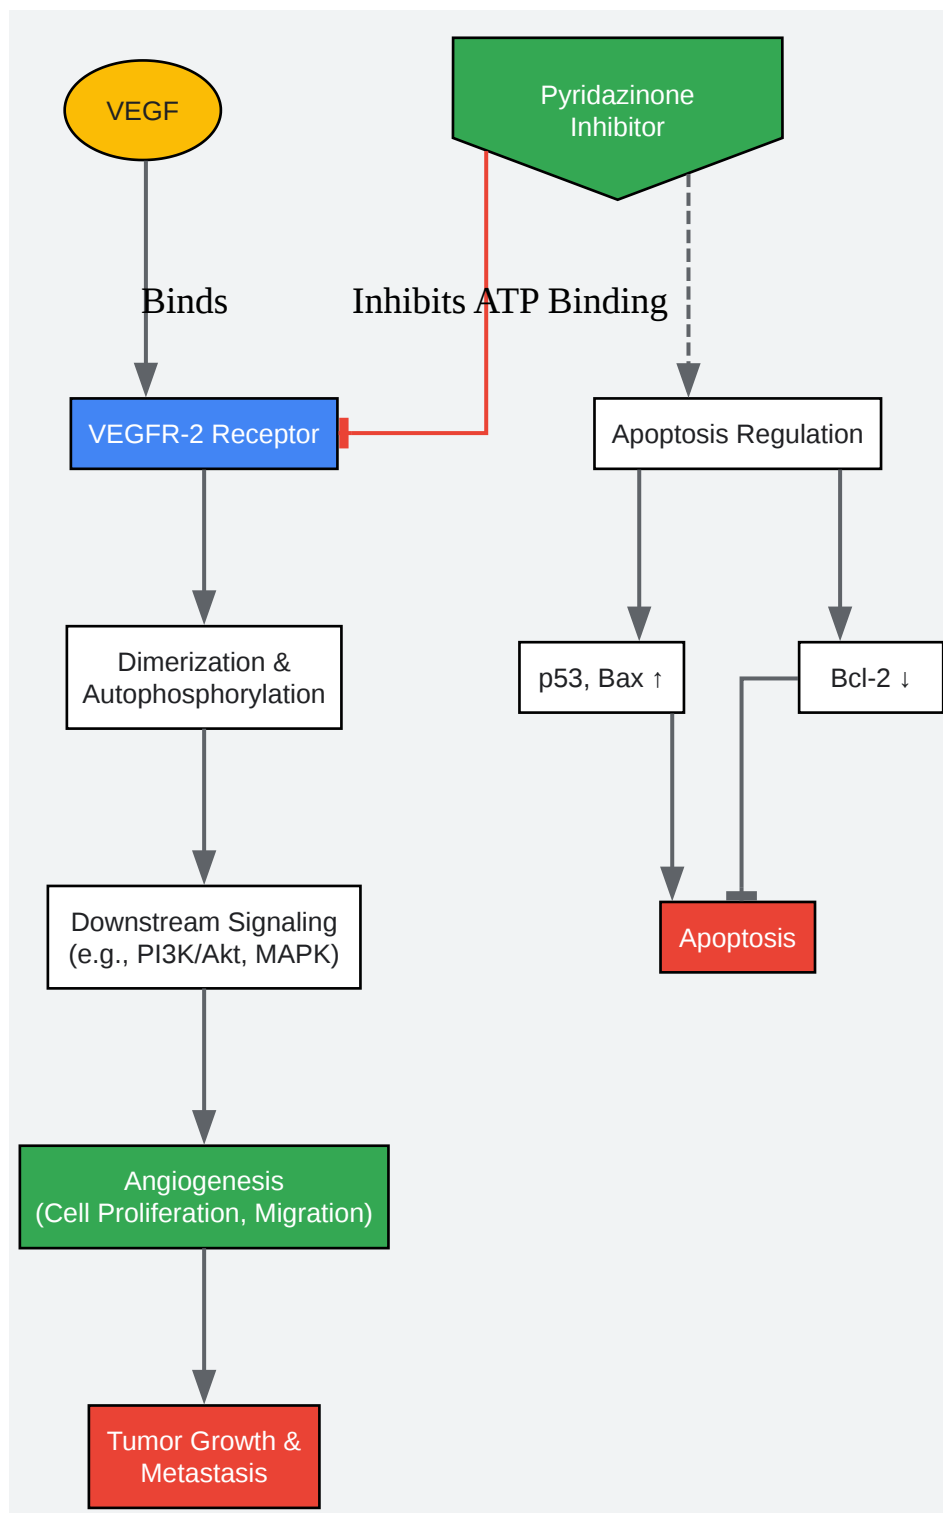 VEGF
Pyridazinone
Inhibitor
Binds
Inhibits ATP Binding
VEGFR-2 Receptor
Apoptosis Regulation
Dimerization &
Autophosphorylation
p53, Bax ↑
Bcl-2 ↓
Downstream Signaling
(e.g., PI3K/Akt, MAPK)
Apoptosis
Angiogenesis
(Cell Proliferation, Migration)
Tumor Growth &
Metastasis